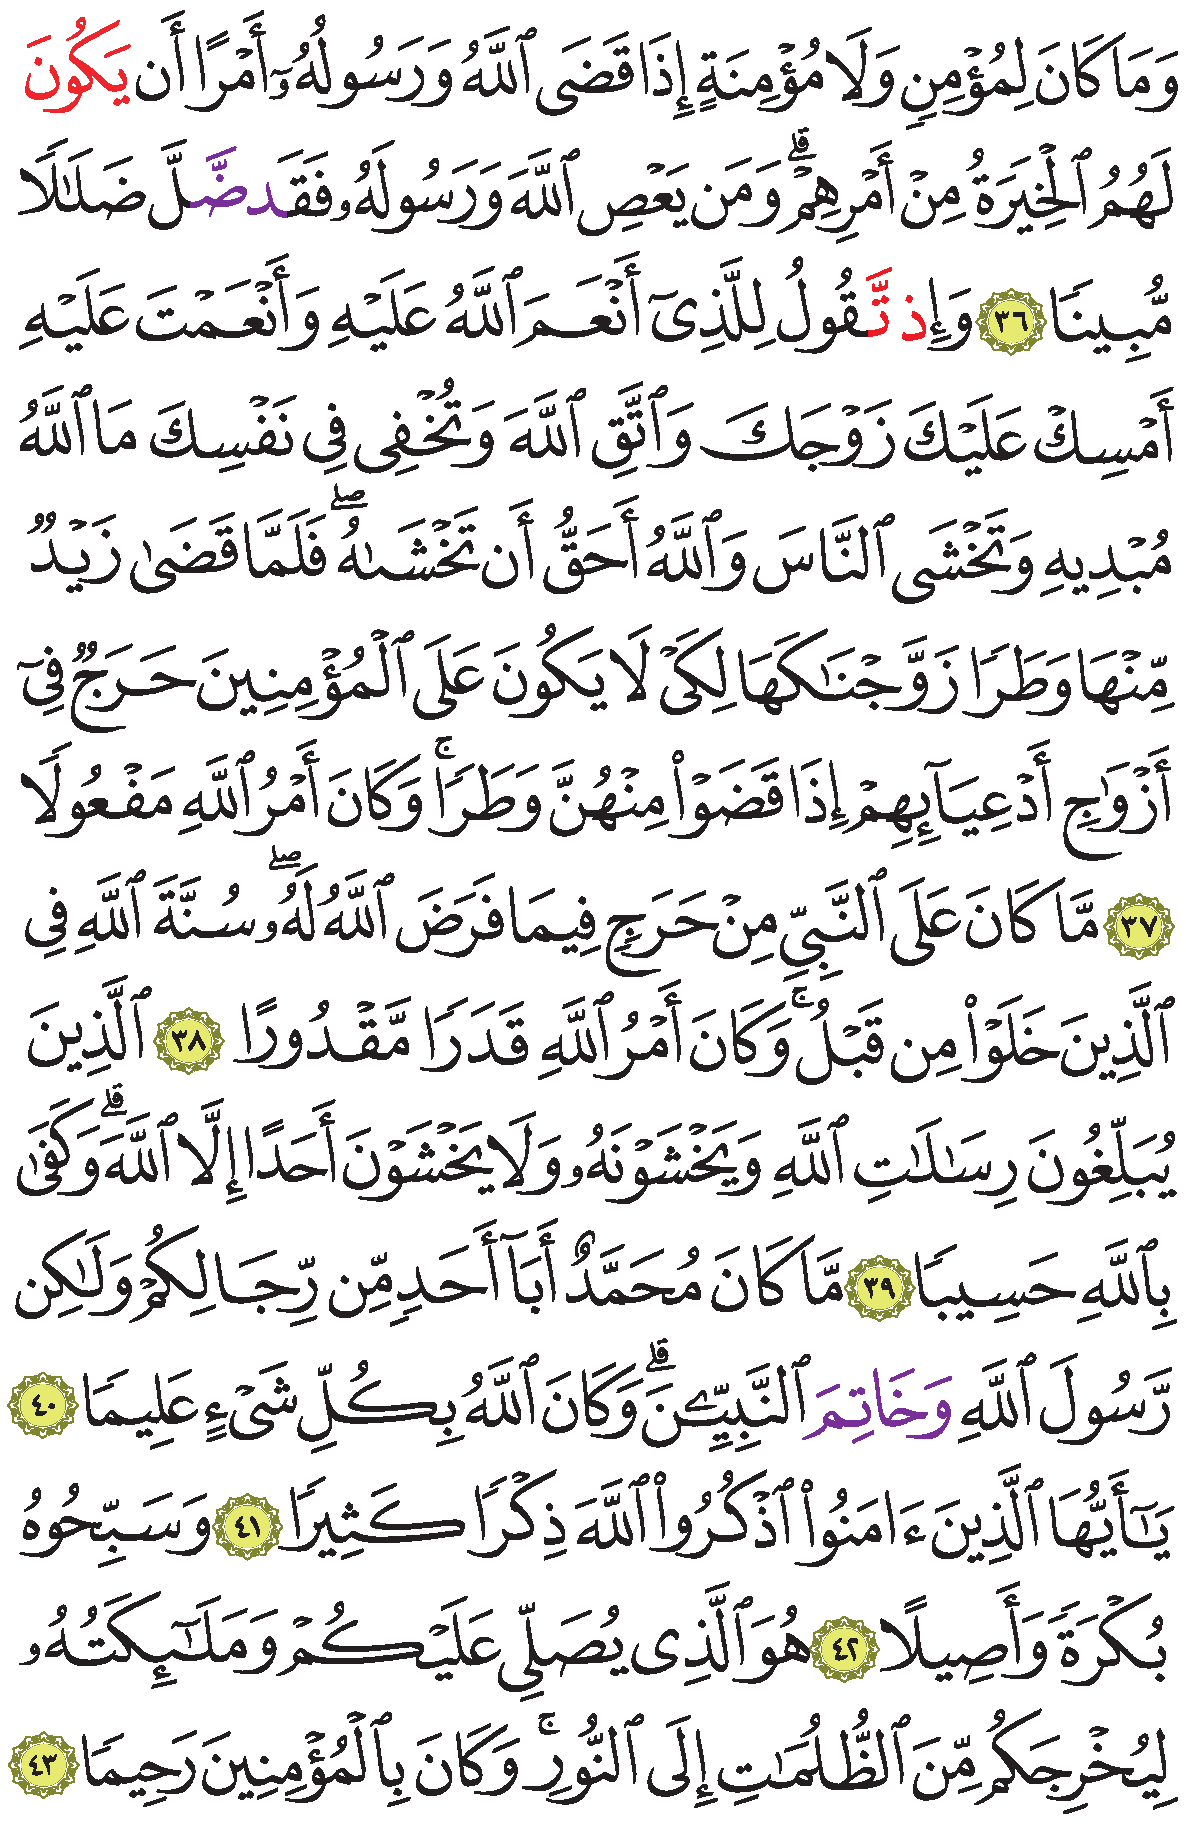 وَمَا كَانَ لِمُؤْمِنٍ وَلَا مُؤْمِنَةٍ إِذَا قَضَى ٱللَّهُ وَرَسُولُهُۥٓ أَمْرًا أَن يَكُونَ
لَهُمُ ٱلْخِيَرَةُ مِنْ أَمْرِهِمْ ۗ وَمَن يَعْصِ ٱللَّهَ وَرَسُولَهُۥ فَقَد ضَّلَّ ضَلَـٰلًا
مُّبِينًا ٣٦ وَإِذ تَّقُولُ لِلَّذِىٓ أَنْعَمَ ٱللَّهُ عَلَيْهِ وَأَنْعَمْتَ عَلَيْهِ
أَمْسِكْ عَلَيْكَ زَوْجَكَ وَٱتَّقِ ٱللَّهَ وَتُخْفِى فِى نَفْسِكَ مَا ٱللَّهُ
مُبْدِيهِ وَتَخْشَى ٱلنَّاسَ وَٱللَّهُ أَحَقُّ أَن تَخْشَىٰهُ ۖ فَلَمَّا قَضَىٰ زَيْدٌ
مِّنْهَا وَطَرًا زَوَّجْنَـٰكَهَا لِكَىْ لَا يَكُونَ عَلَى ٱلْمُؤْمِنِينَ حَرَجٌ فِىٓ
أَزْوَٰجِ أَدْعِيَآئِهِمْ إِذَا قَضَوْا۟ مِنْهُنَّ وَطَرًا ۚ وَكَانَ أَمْرُ ٱللَّهِ مَفْعُولًا
٣٧ مَّا كَانَ عَلَى ٱلنَّبِىِّ مِنْ حَرَجٍ فِيمَا فَرَضَ ٱللَّهُ لَهُۥ ۖ سُنَّةَ ٱللَّهِ فِى
ٱلَّذِينَ خَلَوْا۟ مِن قَبْلُ ۚ وَكَانَ أَمْرُ ٱللَّهِ قَدَرًا مَّقْدُورًا ٣٨ ٱلَّذِينَ
يُبَلِّغُونَ رِسَـٰلَـٰتِ ٱللَّهِ وَيَخْشَوْنَهُۥ وَلَا يَخْشَوْنَ أَحَدًا إِلَّا ٱللَّهَ ۗ وَكَفَىٰ
بِٱللَّهِ حَسِيبًا ٣٩ مَّا كَانَ مُحَمَّدٌ أَبَآ أَحَدٍ مِّن رِّجَالِكُمْ وَلَـٰكِن
رَّسُولَ ٱللَّهِ وَخَاتِمَ ٱلنَّبِيِّـۧنَ ۗ وَكَانَ ٱللَّهُ بِكُلِّ شَىْءٍ عَلِيمًا ٤٠
يَـٰٓأَيُّهَا ٱلَّذِينَ ءَامَنُوا۟ ٱذْكُرُوا۟ ٱللَّهَ ذِكْرًا كَثِيرًا ٤١ وَسَبِّحُوهُ
بُكْرَةً وَأَصِيلًا ٤٢ هُوَ ٱلَّذِى يُصَلِّى عَلَيْكُمْ وَمَلَـٰٓئِكَتُهُۥ
لِيُخْرِجَكُم مِّنَ ٱلظُّلُمَـٰتِ إِلَى ٱلنُّورِ ۚ وَكَانَ بِٱلْمُؤْمِنِينَ رَحِيمًا ٤٣